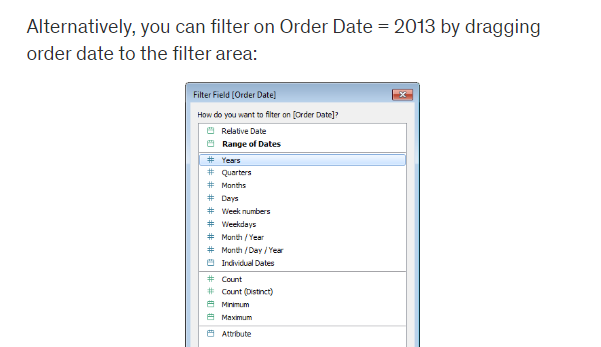 Alternatively, you can filter on Order Date = 2013 by dragging
order date to the filter area:
Filter Field [Order Date]
How do you want to filter on [Order Date]?
Relative Date
Range of Dates
# Years
# Quarters
# Months
# Days
# Week numbers
# Weekdays
# Month / Year
# Month / Day / Year
Individual Dates
# Count
# Count (Distinct)
Minimum
Maximum
Attribute